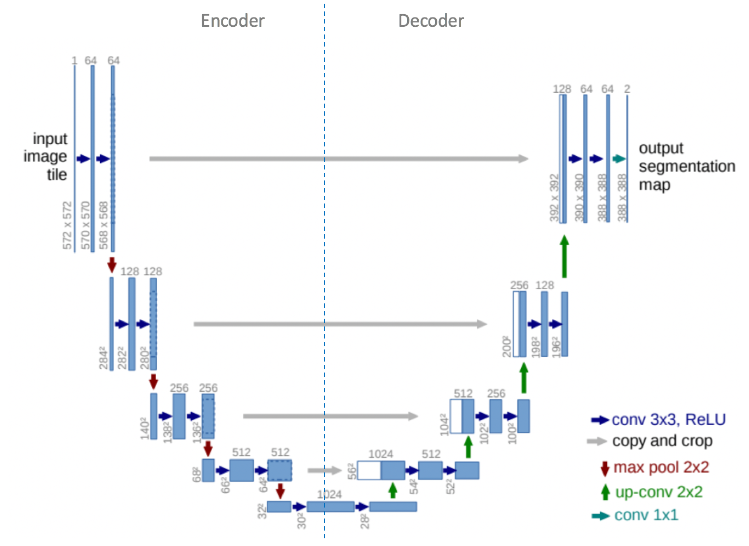 Encoder
Decoder
1 64 64
128 64 64 2
input
image
tile
output
segmentation
map
572 x 572
570 x 570
568 x 568
392 x 392
390 x 390
388 x 388
388 x 388
128 128
256 128
284²
282²
280²
200²
198²
196²
256 256
512 256
140²
138²
136²
104²
102²
100²
512 512
1024 512
68²
66²
64²
56²
54²
52²
1024
32²
30²
28²
conv 3x3, ReLU
copy and crop
max pool 2x2
up-conv 2x2
conv 1x1